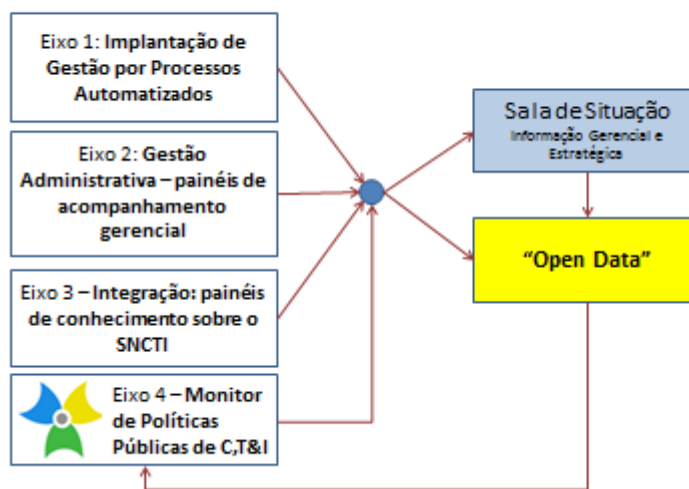 Eixo 1: Implantação de
Gestão por Processos
Automatizados
Eixo 2: Gestão
Administrativa – painéis de
acompanhamento
gerencial
Eixo 3 – Integração: painéis
de conhecimento sobre o
SNCTI
Eixo 4 – Monitor
de Políticas
Públicas de C,T&I
Sala de Situação
Informação Gerencial e
Estratégica
“Open Data”